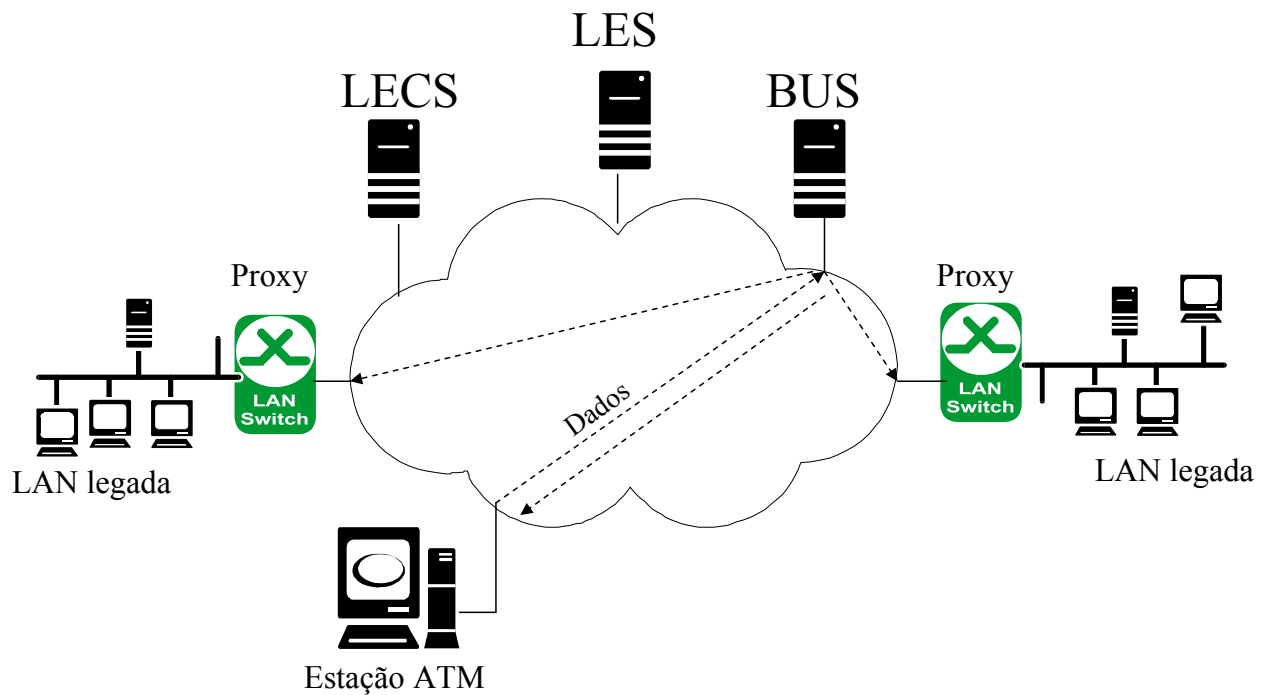 LES
LECS
BUS
Proxy
Proxy
LAN
Switch
LAN
Switch
Dados
LAN legada
LAN legada
Estação ATM